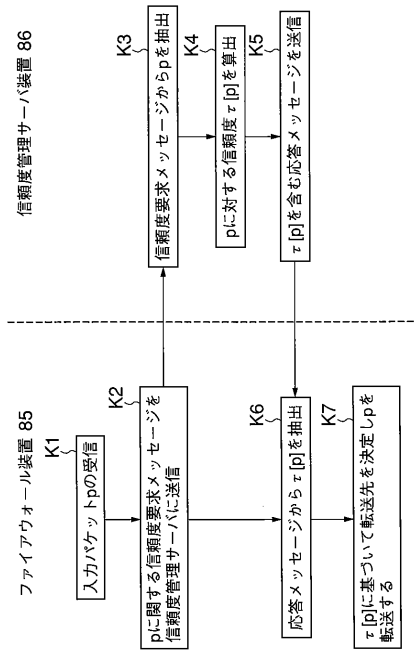 ファイアウォール装置 85
信頼度管理サーバ装置 86
K1
入力パケットpの受信
K2
pに関する信頼度要求メッセージを
信頼度管理サーバに送信
K3
信頼度要求メッセージからpを抽出
K4
pに対する信頼度τ[p]を算出
K5
τ[p]を含む応答メッセージを送信
K6
応答メッセージからτ[p]を抽出
K7
τ[p]に基づいて転送先を決定しpを
転送する